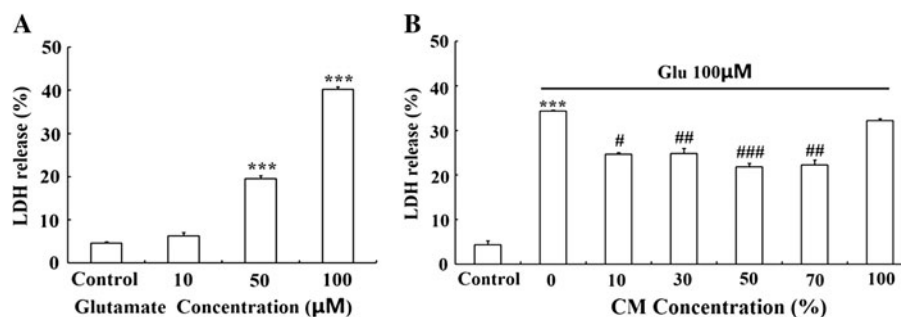 A
LDH release (%)
50
40
30
20
10
0
***
***
Control 10 50 100
Glutamate Concentration (μM)
B
LDH release (%)
50
40
30
20
10
0
Glu 100μM
***
# ## ### ##
Control 0 10 30 50 70 100
CM Concentration (%)